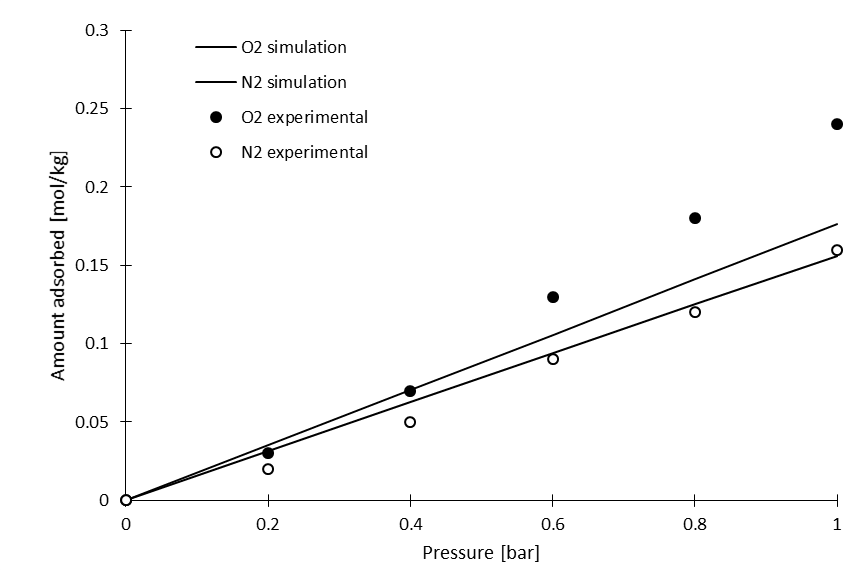 0.3
0.25
0.2
0.15
0.1
0.05
0
Amount adsorbed [mol/kg]
O2 simulation
N2 simulation
O2 experimental
N2 experimental
0 0.2 0.4 0.6 0.8 1
Pressure [bar]